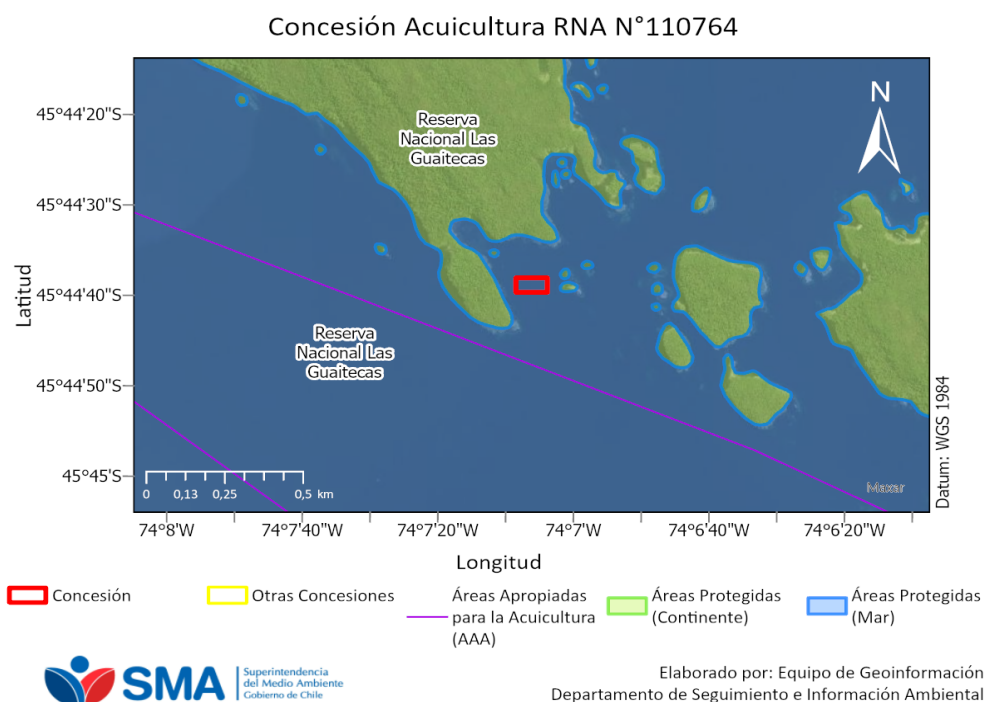 Concesión Acuicultura RNA N°110764
45°44'20"S
45°44'30"S
45°44'40"S
45°44'50"S
45°45'S
Latitud
Reserva
Nacional Las
Guaitecas
Reserva
Nacional Las
Guaitecas
N
0 0,13 0,25 0,5 km
Maxar
Datum: WGS 1984
74°8'W 74°7'40"W 74°7'20"W 74°7'W 74°6'40"W 74°6'20"W
Longitud
Concesión
Otras Concesiones
Áreas Apropiadas
para la Acuicultura
(AAA)
Áreas Protegidas
(Continente)
Áreas Protegidas
(Mar)
SMA
Superintendencia
del Medio Ambiente
Gobierno de Chile
Elaborado por: Equipo de Geoinformación
Departamento de Seguimiento e Información Ambiental